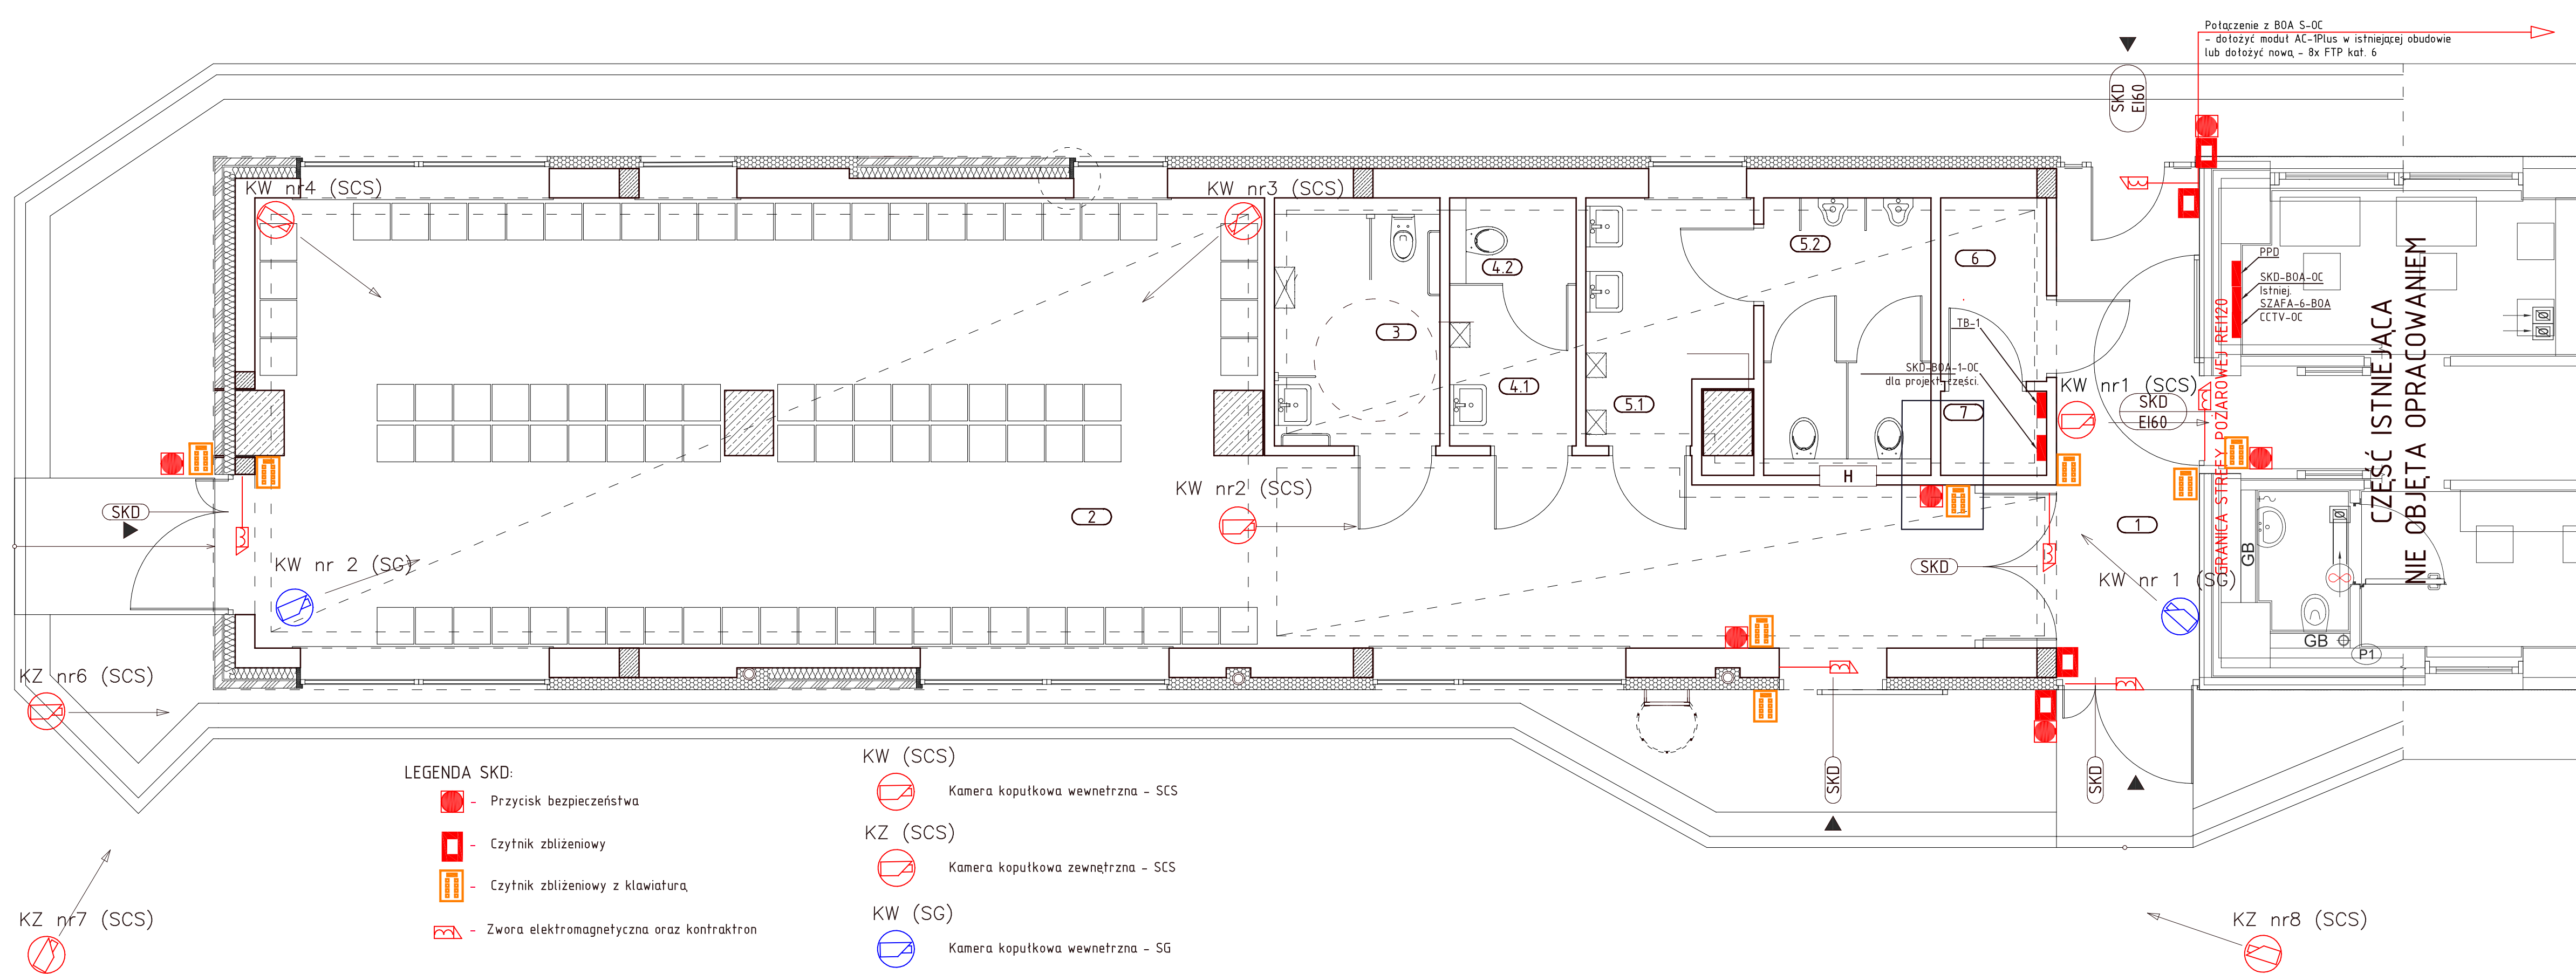 Połączenie z BOA S-OC
- dołożyć moduł AC-1Plus w istniejącej obudowie
lub dołożyć nową - 8x FTP kat. 6
SKD
EI60
KW nr4 (SCS)
KW nr3 (SCS)
5.2
4.2
6
PPD
SKD-BOA-OC
Istniej.
SZAFA-6-BOA
CCTV-OC
3
TB-1
SKD-BOA-1-OC
dla projekt. części.
4.1
5.1
7
KW nr1 (SCS)
SKD
EI60
GRANICA STREFY POŻAROWEJ REI120
CZĘŚĆ ISTNIEJĄCA
NIE OBJĘTA OPRACOWANIEM
H
KW nr2 (SCS)
2
1
SKD
SKD
GB
KW nr 2 (SG)
KW nr 1 (SG)
GB
P1
KZ nr6 (SCS)
SKD
SKD
LEGENDA SKD:
- Przycisk bezpieczeństwa
- Czytnik zbliżeniowy
- Czytnik zbliżeniowy z klawiaturą
- Zwora elektromagnetyczna oraz kontraktron
KW (SCS)
Kamera kopułkowa wewnetrzna - SCS
KZ (SCS)
Kamera kopułkowa zewnętrzna - SCS
KW (SG)
Kamera kopułkowa wewnetrzna - SG
KZ nr7 (SCS)
KZ nr8 (SCS)